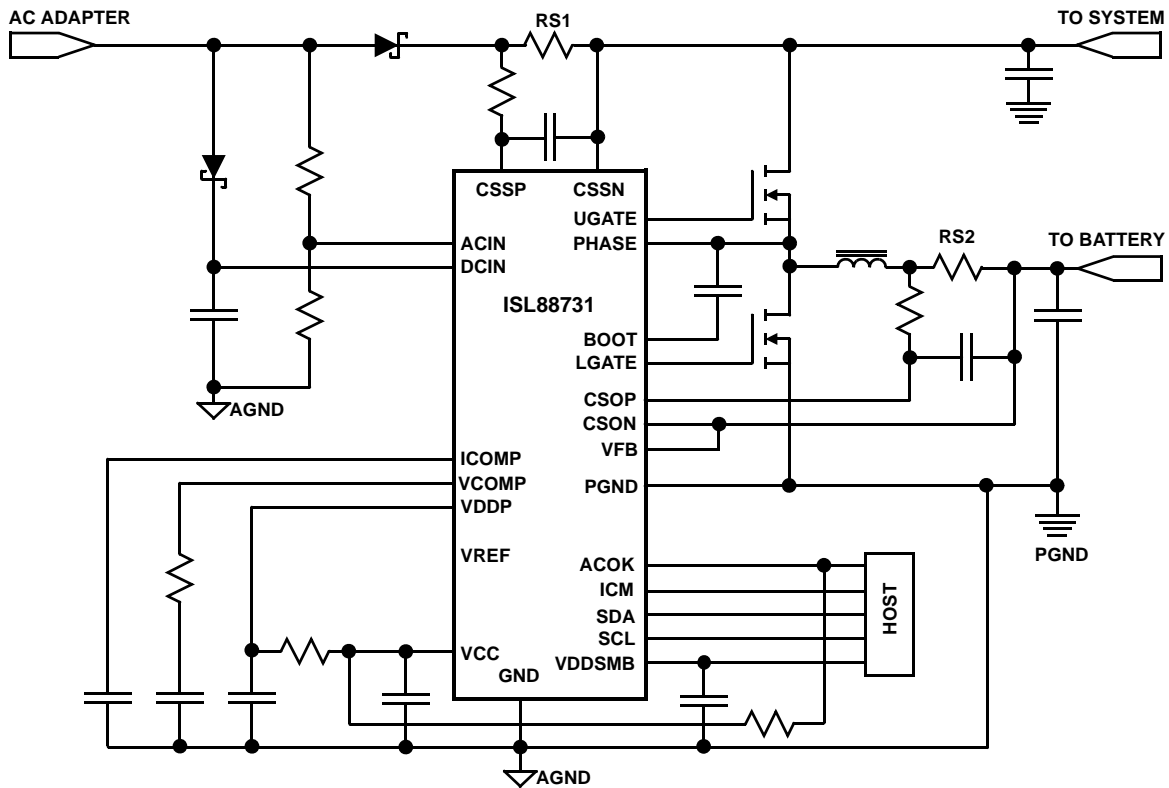 AC ADAPTER
RS1
TO SYSTEM
CSSP
CSSN
UGATE
PHASE
ACIN
DCIN
RS2
TO BATTERY
ISL88731
BOOT
LGATE
CSOP
CSON
VFB
AGND
ICOMP
VCOMP
VDDP
PGND
VREF
PGND
ACOK
ICM
SDA
SCL
VDDSMB
HOST
VCC
GND
AGND